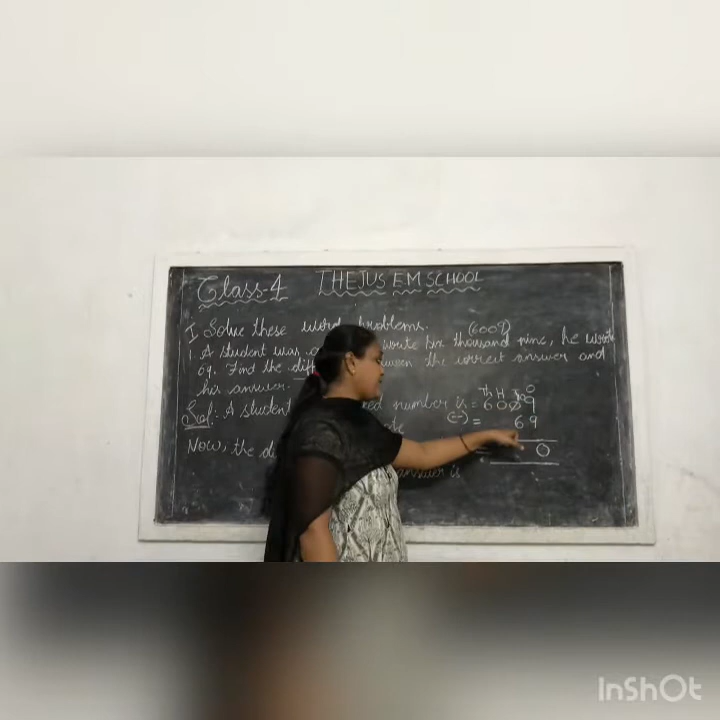 Class-4 THEJUS EM SCHOOL
I Solve these word problems. (6009)
1. A student was write six thousand nine, he wrote
69. Find the the correct answer and
his answer.
Th H T O
Sol: A student number is = 6 0 0 9
(-) = 6 9
Now, the
= 0
answer is
InShOt